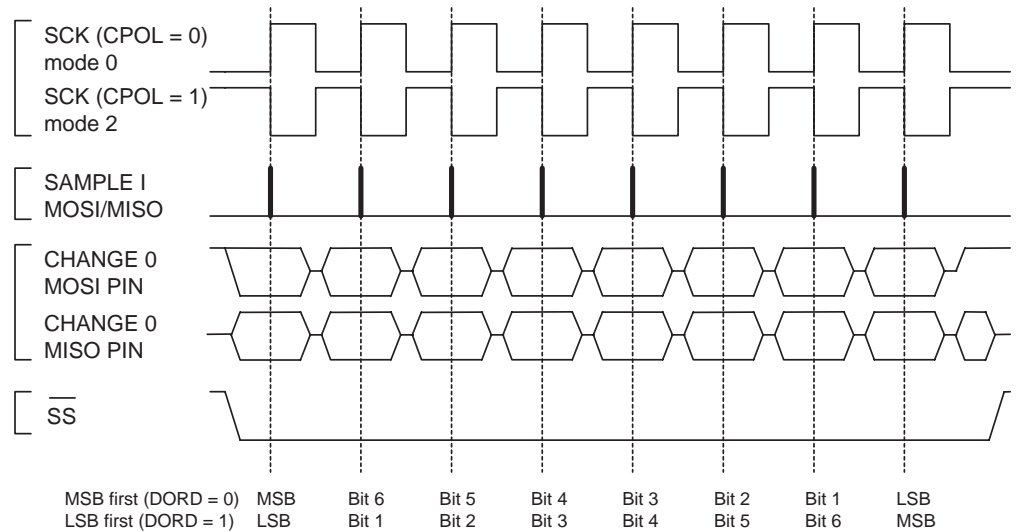 SCK (CPOL = 0)
mode 0
SCK (CPOL = 1)
mode 2
SAMPLE I
MOSI/MISO
CHANGE 0
MOSI PIN
CHANGE 0
MISO PIN
SS
MSB first (DORD = 0) MSB Bit 6 Bit 5 Bit 4 Bit 3 Bit 2 Bit 1 LSB
LSB first (DORD = 1) LSB Bit 1 Bit 2 Bit 3 Bit 4 Bit 5 Bit 6 MSB